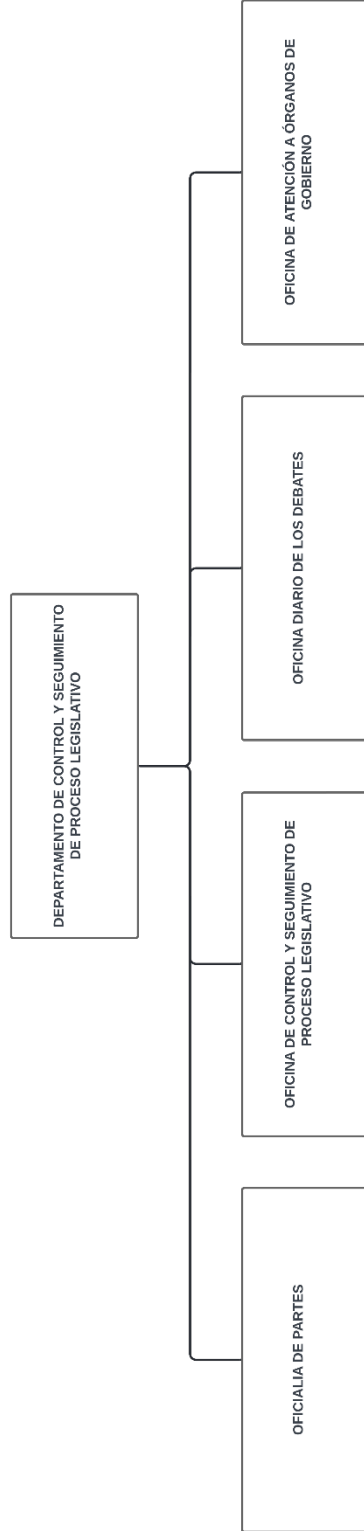 DEPARTAMENTO DE CONTROL Y SEGUIMIENTO
DE PROCESO LEGISLATIVO
OFICIALIA DE PARTES
OFICINA DE CONTROL Y SEGUIMIENTO DE
PROCESO LEGISLATIVO
OFICINA DIARIO DE LOS DEBATES
OFICINA DE ATENCIÓN A ÓRGANOS DE
GOBIERNO